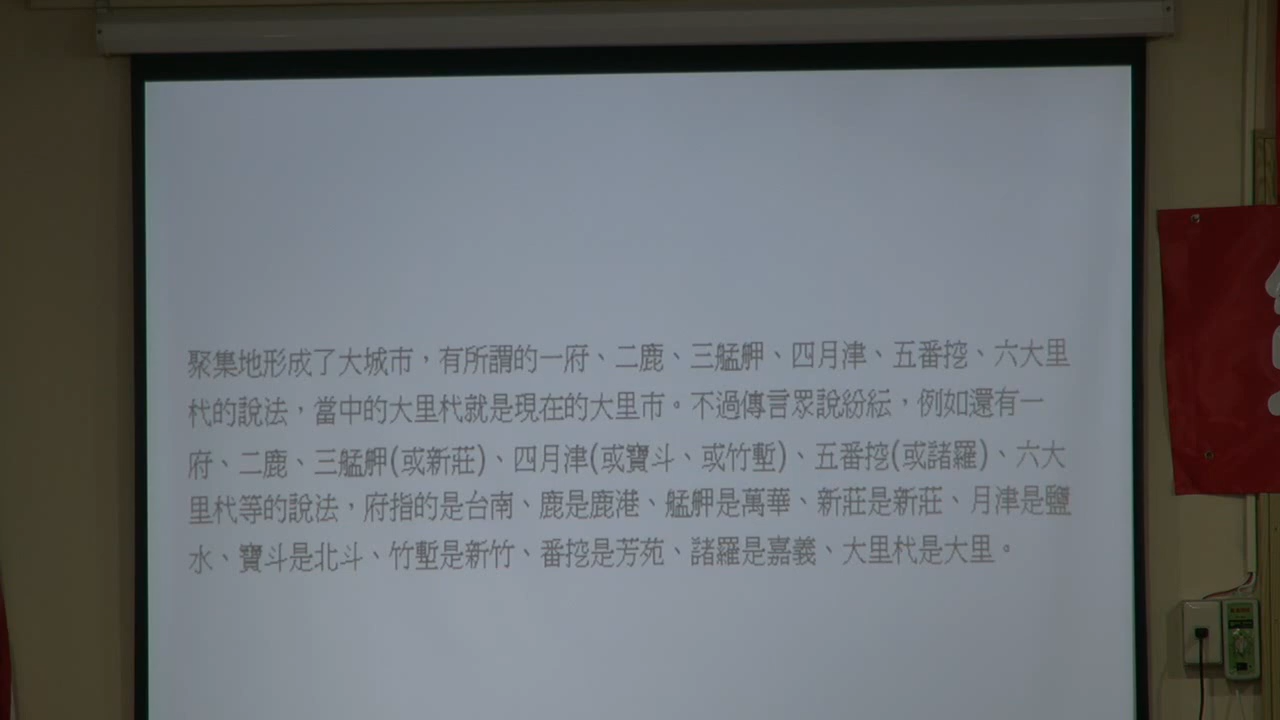 聚集地形成了大城市，有所謂的一府、二鹿、三艋舺、四月津、五番挖、六大里
杙的說法，當中的大里杙就是現在的大里市。不過傳言眾說紛紜，例如還有一
府、二鹿、三艋舺(或新莊)、四月津(或寶斗、或竹塹)、五番挖(或諸羅)、六大
里杙等的說法，府指的是台南、鹿是鹿港、艋舺是萬華、新莊是新莊、月津是鹽
水、寶斗是北斗、竹塹是新竹、番挖是芳苑、諸羅是嘉義、大里杙是大里。